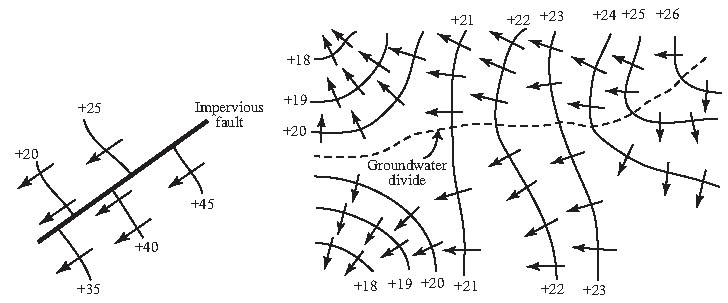 +21 +22 +23 +24 +25 +26
+18
+19
+20
+25
Impervious
fault
+20
+45
+40
+35
Groundwater
divide
+18 +19 +20 +21 +22 +23